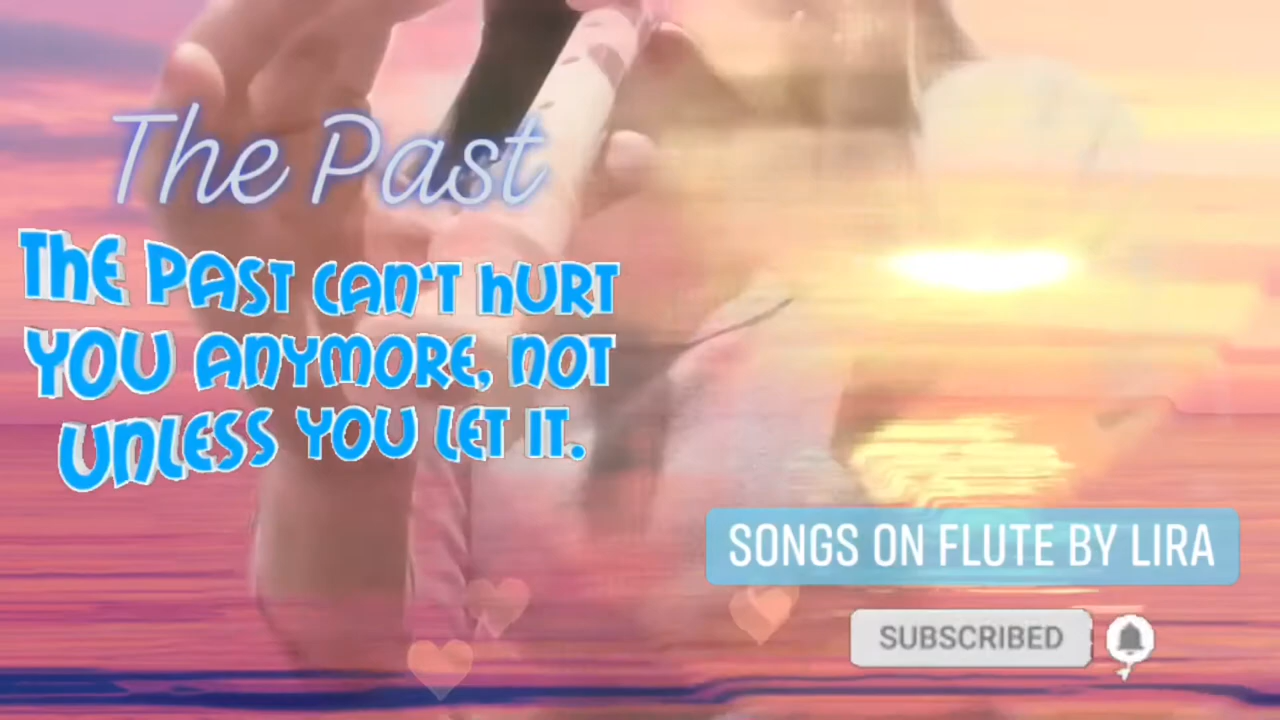 The Past
The Past can't hurt
you anymore, not
unless you let it.
SONGS ON FLUTE BY LIRA
SUBSCRIBED